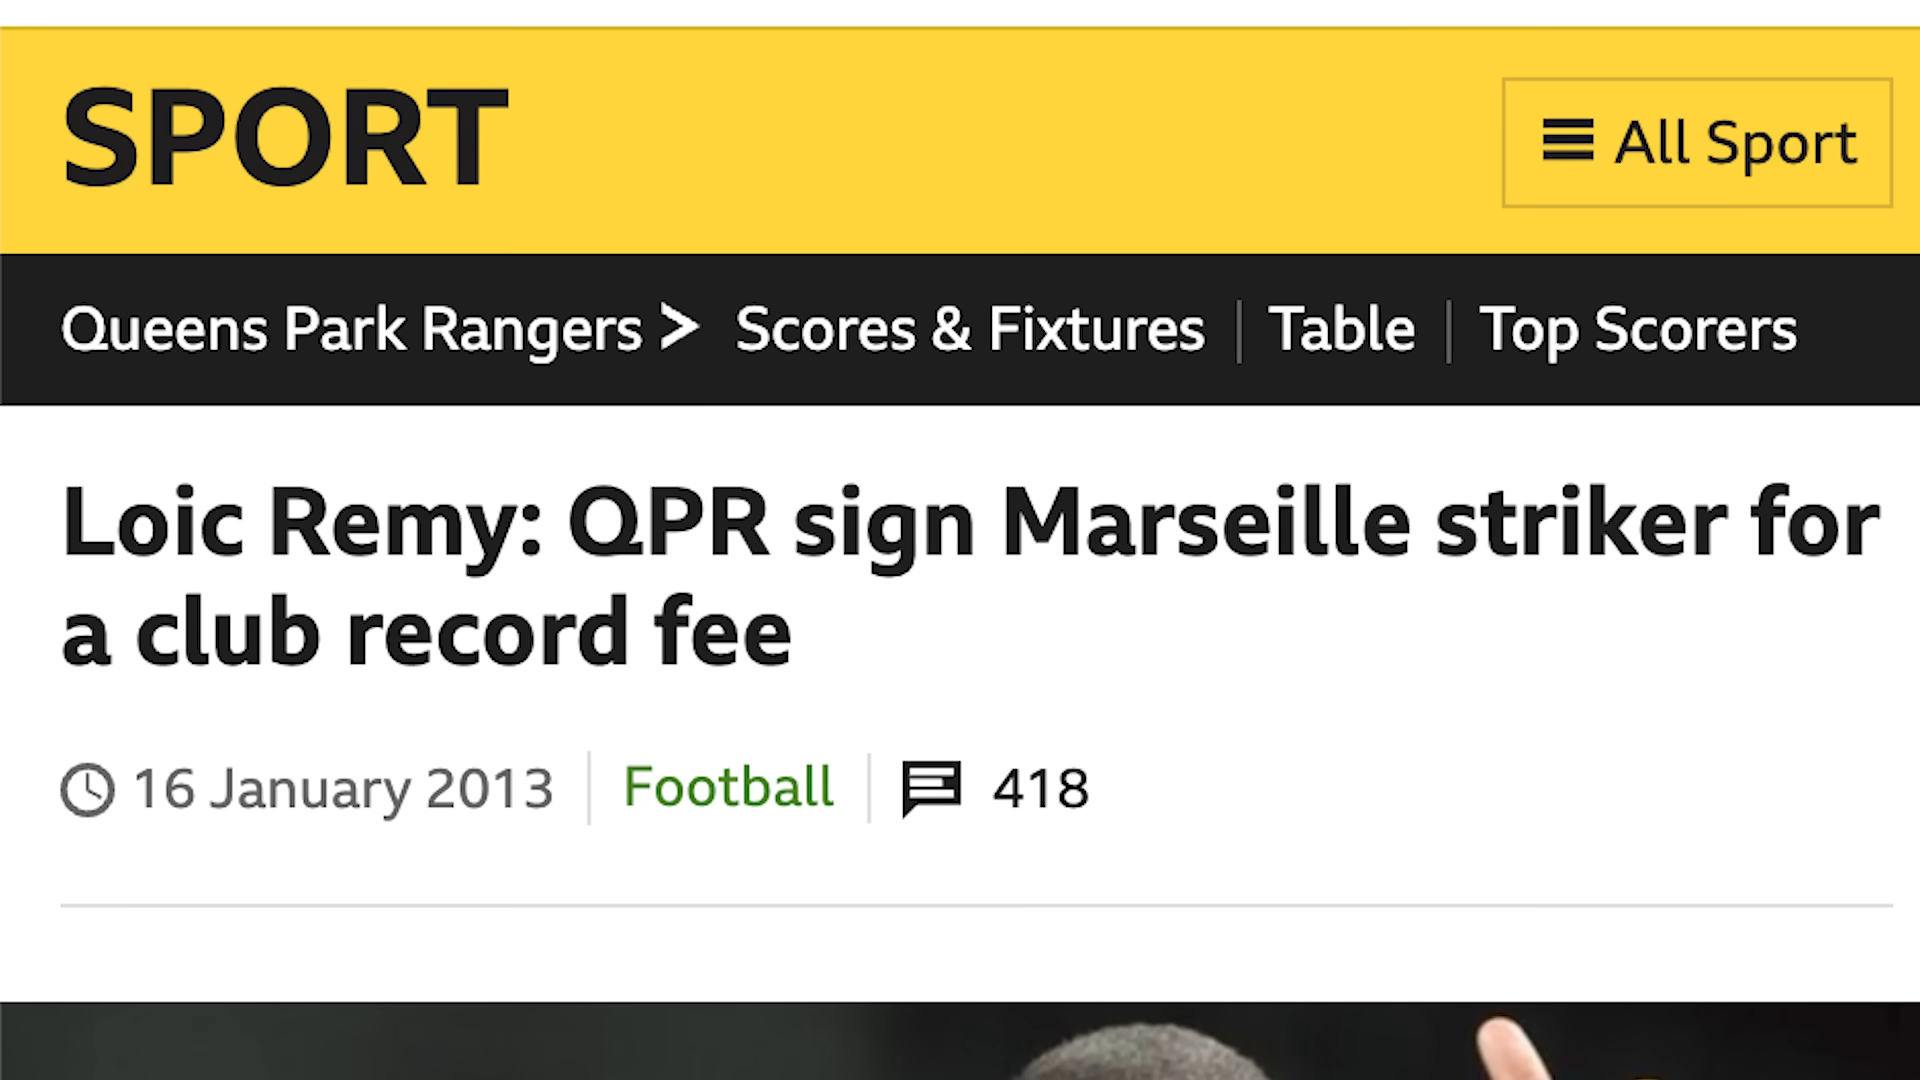 SPORT
All Sport
Queens Park Rangers Scores & Fixtures Table Top Scorers
Loic Remy: QPR sign Marseille striker for
a club record fee
16 January 2013 Football 418